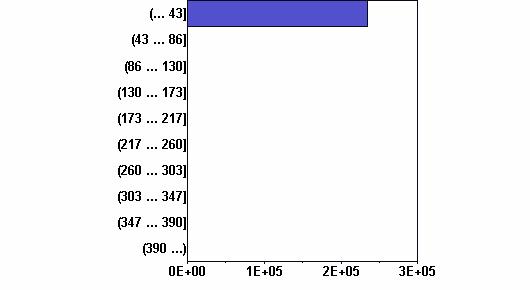 (... 43]
(43 ... 86]
(86 ... 130]
(130 ... 173]
(173 ... 217]
(217 ... 260]
(260 ... 303]
(303 ... 347]
(347 ... 390]
(390 ...)
0E+00 1E+05 2E+05 3E+05